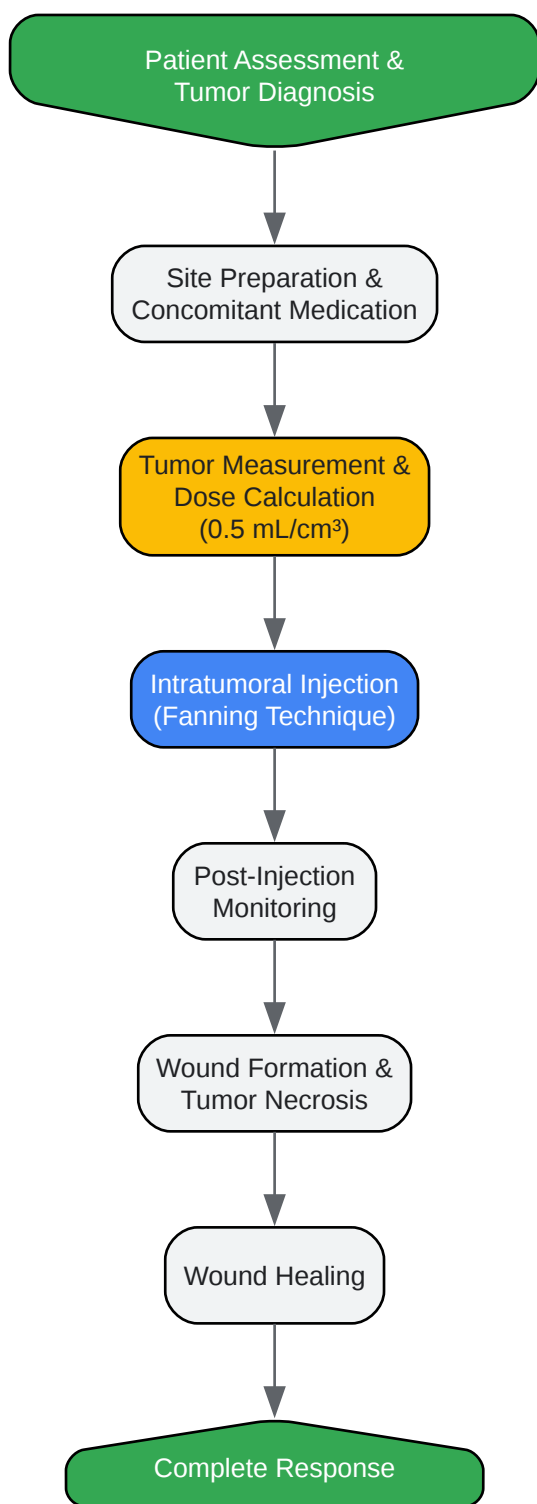 Patient Assessment &
Tumor Diagnosis
Site Preparation &
Concomitant Medication
Tumor Measurement &
Dose Calculation
(0.5 mL/cm³)
Intratumoral Injection
(Fanning Technique)
Post-Injection
Monitoring
Wound Formation &
Tumor Necrosis
Wound Healing
Complete Response